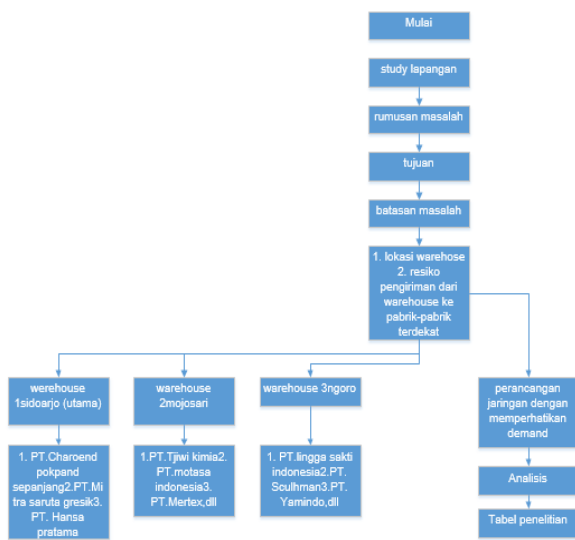 Mulai
study lapangan
rumusan masalah
tujuan
batasan masalah
1. lokasi warehose
2. resiko
pengiriman dari
warehouse ke
pabrik-pabrik
terdekat
werehouse
1sidoarjo (utama)
warehouse
2mojosari
warehouse 3ngoro
perancangan
jaringan dengan
memperhatikan
demand
1. PT.Charoend
pokpand
sepanjang2.PT.Mi
tra saruta gresik3.
PT. Hansa
pratama
1.PT.Tjiwi kimia2.
PT.motasa
indonesia3.
PT.Mertex,dll
1. PT.lingga sakti
indonesia2.PT.
Sculhman3.PT.
Yamindo,dll
Analisis
Tabel penelitian